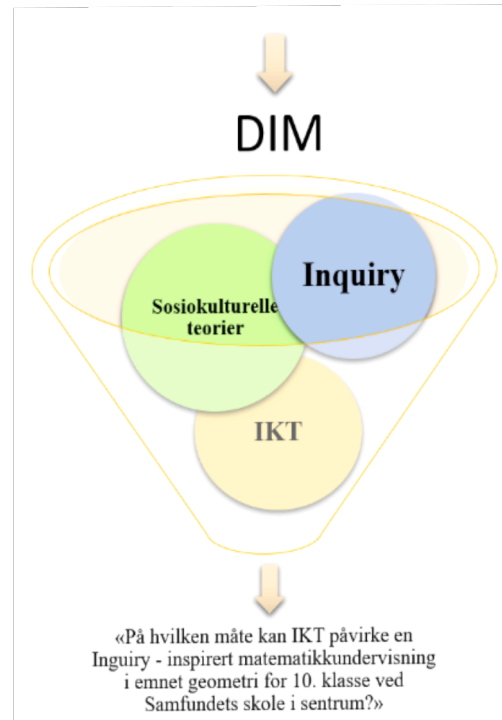 DIM
Inquiry
Sosiokulturelle
teorier
IKT
«På hvilken måte kan IKT påvirke en
Inguiry - inspirert matematikkundervisning
i emnet geometri for 10. klasse ved
Samfundets skole i sentrum?»